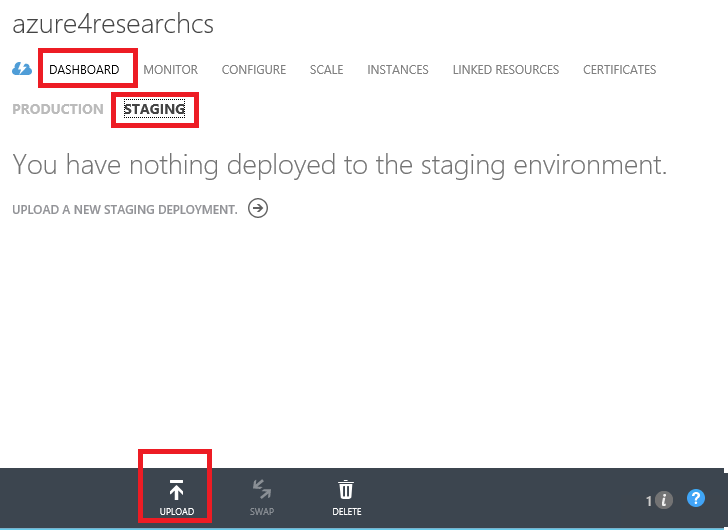 azure4researchcs
DASHBOARD MONITOR CONFIGURE SCALE INSTANCES LINKED RESOURCES CERTIFICATES
PRODUCTION STAGING
You have nothing deployed to the staging environment.
UPLOAD A NEW STAGING DEPLOYMENT.
UPLOAD SWAP DELETE
1 i ?